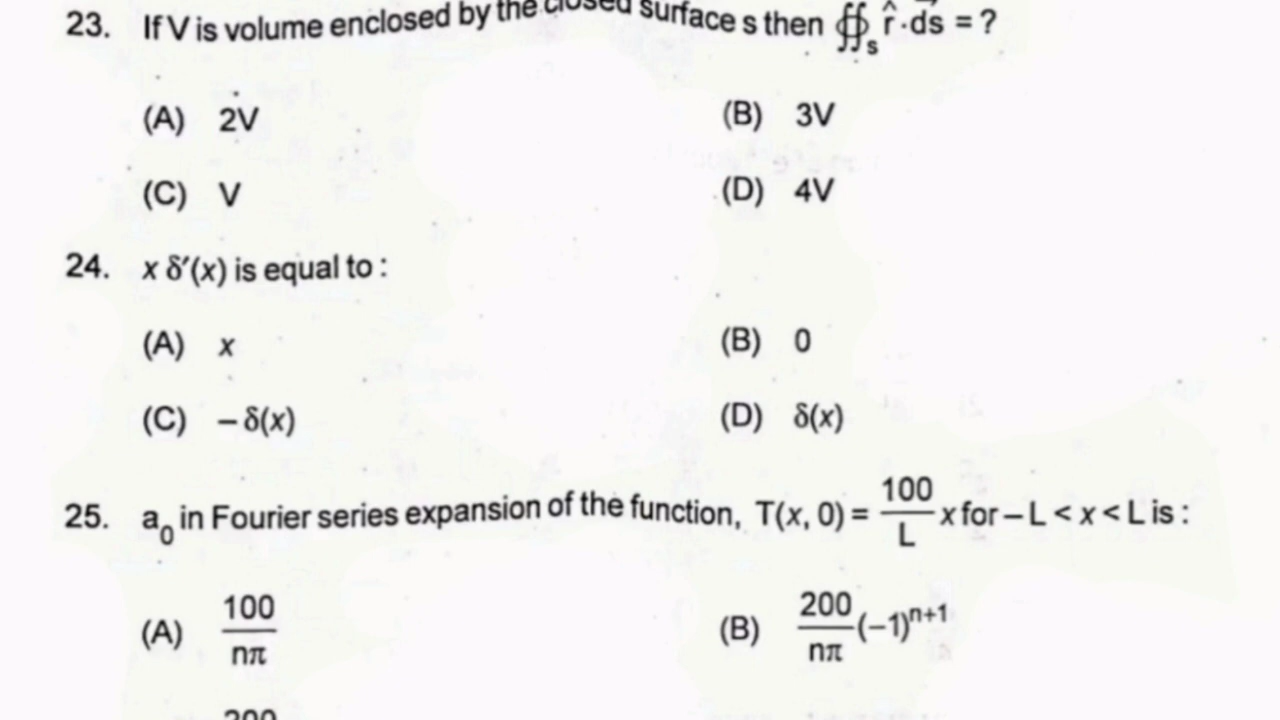 23. If V is volume enclosed by the closed surface s then ∯ₛ r̂·ds⃗ = ?
(A) 2V (B) 3V
(C) V (D) 4V
24. x δ′(x) is equal to :
(A) x (B) 0
(C) – δ(x) (D) δ(x)
25. a₀ in Fourier series expansion of the function, T(x, 0) = 100/L x for – L < x < L is :
(A) 100/nπ (B) 200/nπ (–1)ⁿ⁺¹
200